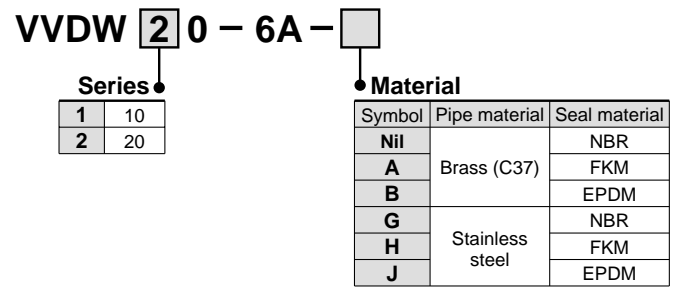 VVDW 2 0 – 6A –
Series
1 10
2 20
Material
Symbol Pipe material Seal material
Nil Brass (C37) NBR
A FKM
B EPDM
G Stainless steel NBR
H FKM
J EPDM